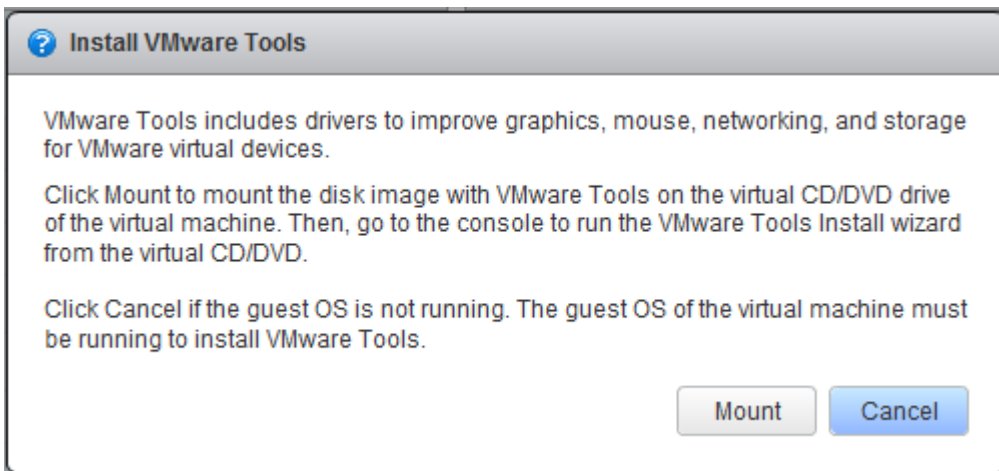 Install VMware Tools
VMware Tools includes drivers to improve graphics, mouse, networking, and storage
for VMware virtual devices.
Click Mount to mount the disk image with VMware Tools on the virtual CD/DVD drive
of the virtual machine. Then, go to the console to run the VMware Tools Install wizard
from the virtual CD/DVD.
Click Cancel if the guest OS is not running. The guest OS of the virtual machine must
be running to install VMware Tools.
Mount
Cancel